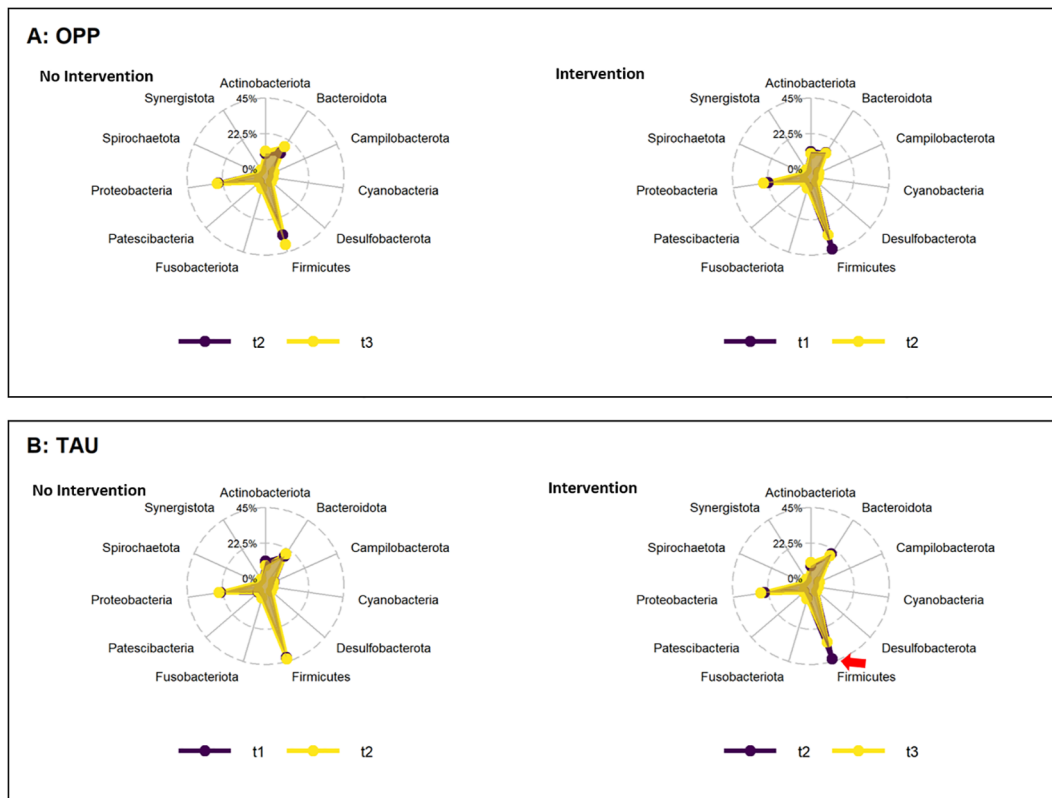 A: OPP
No Intervention
Actinobacteriota
45%
Synergistota
Bacteroidota
Spirochaetota
22.5%
Campilobacterota
0%
Proteobacteria
Cyanobacteria
Patescibacteria
Desulfobacterota
Fusobacteriota
Firmicutes
t2
t3
Intervention
Actinobacteriota
45%
Synergistota
Bacteroidota
Spirochaetota
22.5%
Campilobacterota
0%
Proteobacteria
Cyanobacteria
Patescibacteria
Desulfobacterota
Fusobacteriota
Firmicutes
t1
t2
B: TAU
No Intervention
Actinobacteriota
45%
Synergistota
Bacteroidota
Spirochaetota
22.5%
Campilobacterota
0%
Proteobacteria
Cyanobacteria
Patescibacteria
Desulfobacterota
Fusobacteriota
Firmicutes
t1
t2
Intervention
Actinobacteriota
45%
Synergistota
Bacteroidota
Spirochaetota
22.5%
Campilobacterota
0%
Proteobacteria
Cyanobacteria
Patescibacteria
Desulfobacterota
Fusobacteriota
Firmicutes
t2
t3